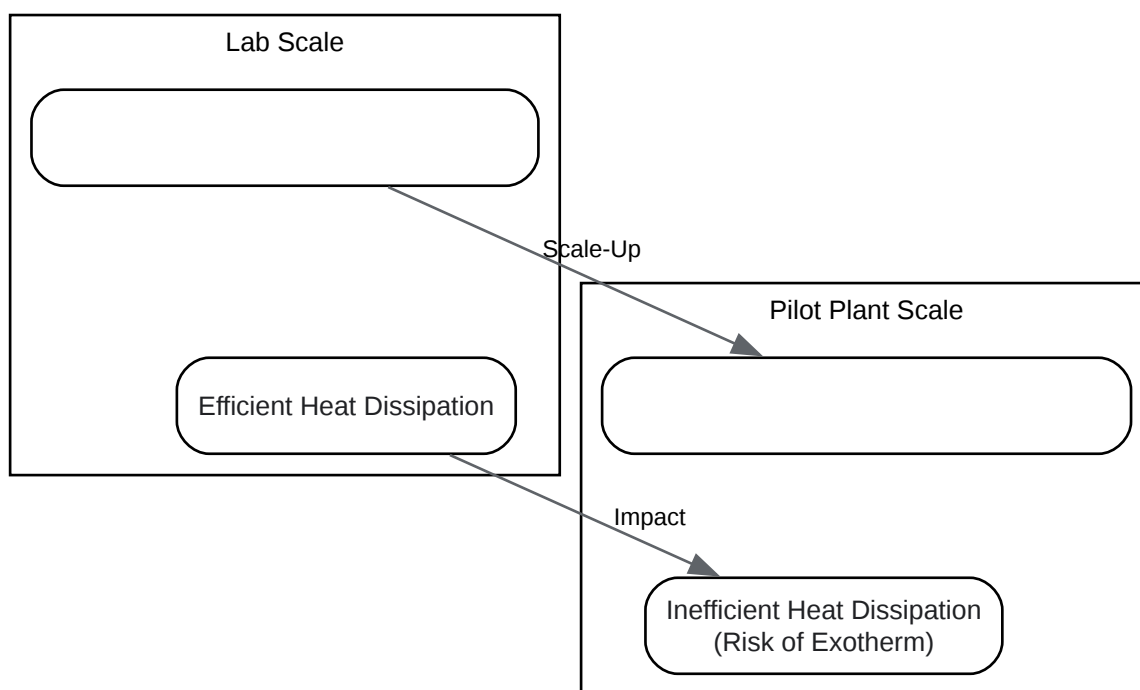 Lab Scale
Scale-Up
Pilot Plant Scale
Efficient Heat Dissipation
Impact
Inefficient Heat Dissipation
(Risk of Exotherm)